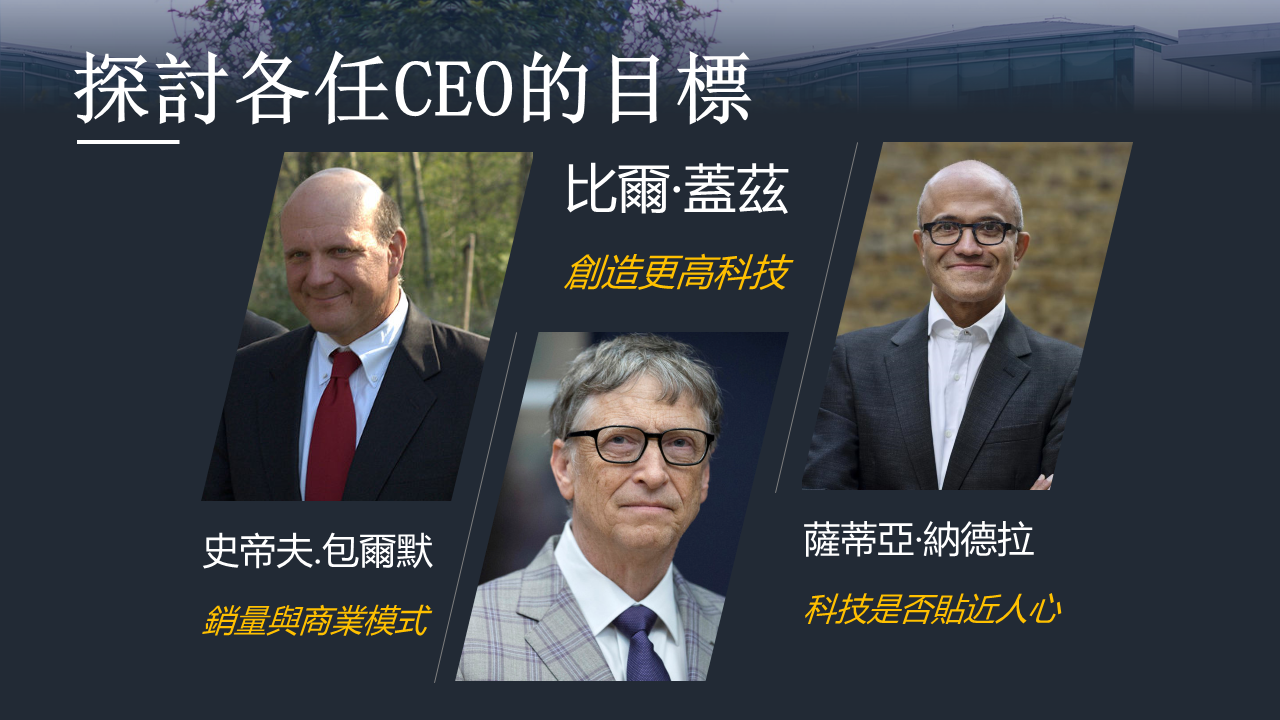 探討各任CEO的目標
比爾·蓋茲
創造更高科技
史帝夫.包爾默
銷量與商業模式
薩蒂亞·納德拉
科技是否貼近人心